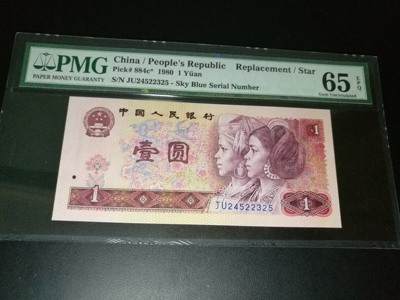 PMG
PAPER MONEY GUARANTY
China / People's Republic Replacement / Star
Pick# 884c* 1980 1 Yüan
S/N JU24522325 - Sky Blue Serial Number
65 EPQ
Gem Uncirculated
中国人民银行
1
壹圆
1
JU24522325
1